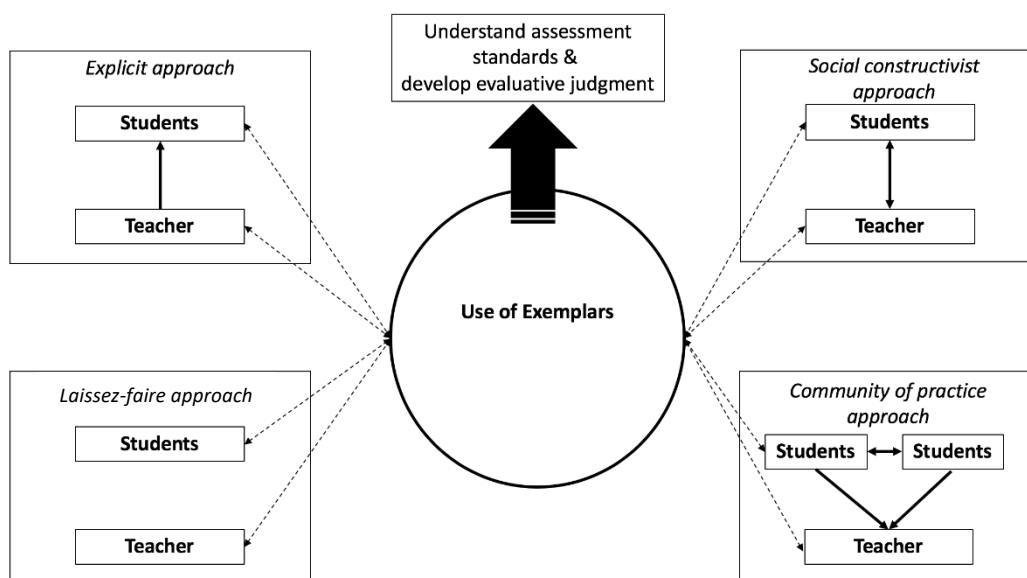 Understand assessment
standards &
develop evaluative judgment
Explicit approach
Students
Teacher
Social constructivist
approach
Students
Teacher
Use of Exemplars
Laissez-faire approach
Students
Teacher
Community of practice
approach
Students
Students
Teacher